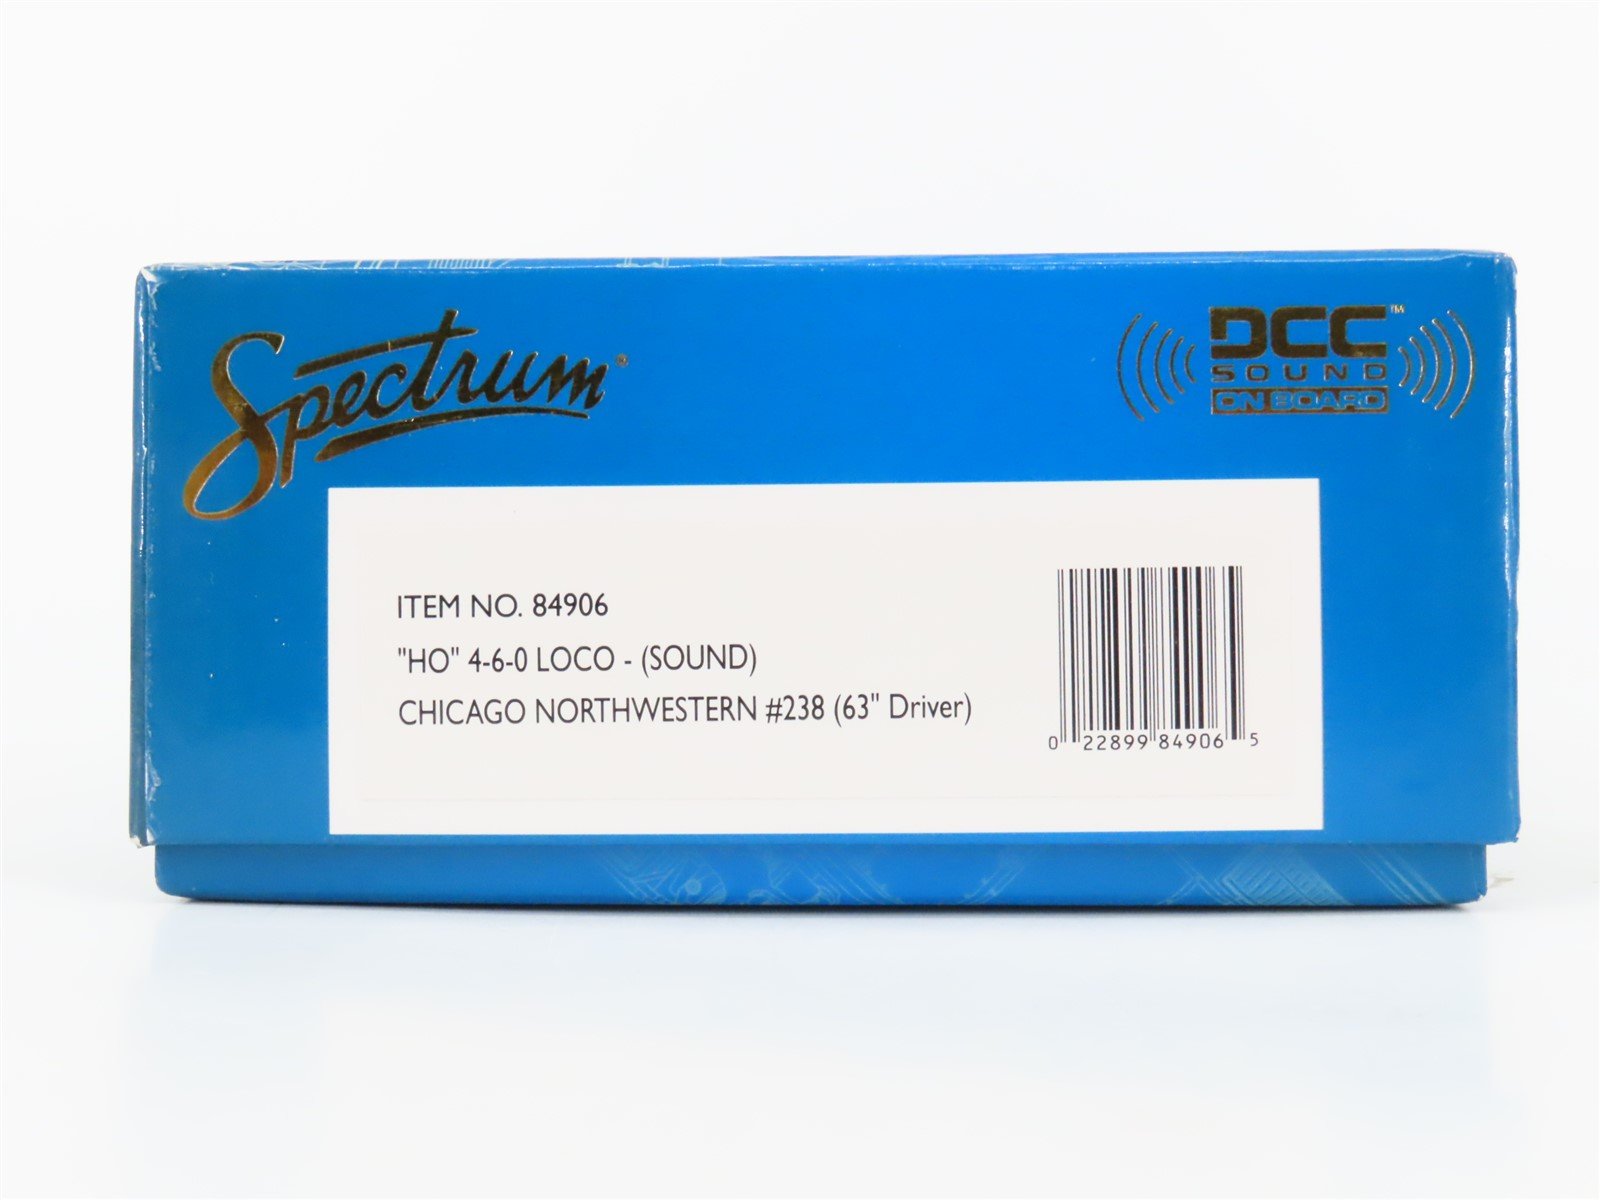 Spectrum®
DCC™
SOUND
ON BOARD
ITEM NO. 84906
"HO" 4-6-0 LOCO - (SOUND)
CHICAGO NORTHWESTERN #238 (63" Driver)
0 22899 84906 5